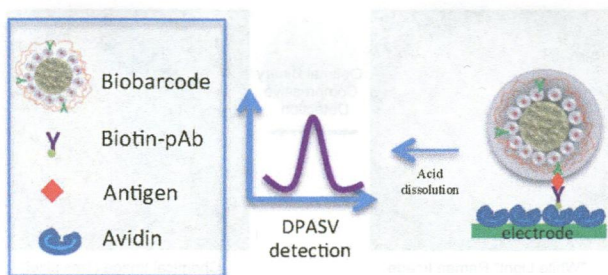 Biobarcode
Biotin-pAb
Antigen
Avidin
DPASV
detection
Acid
dissolution
electrode